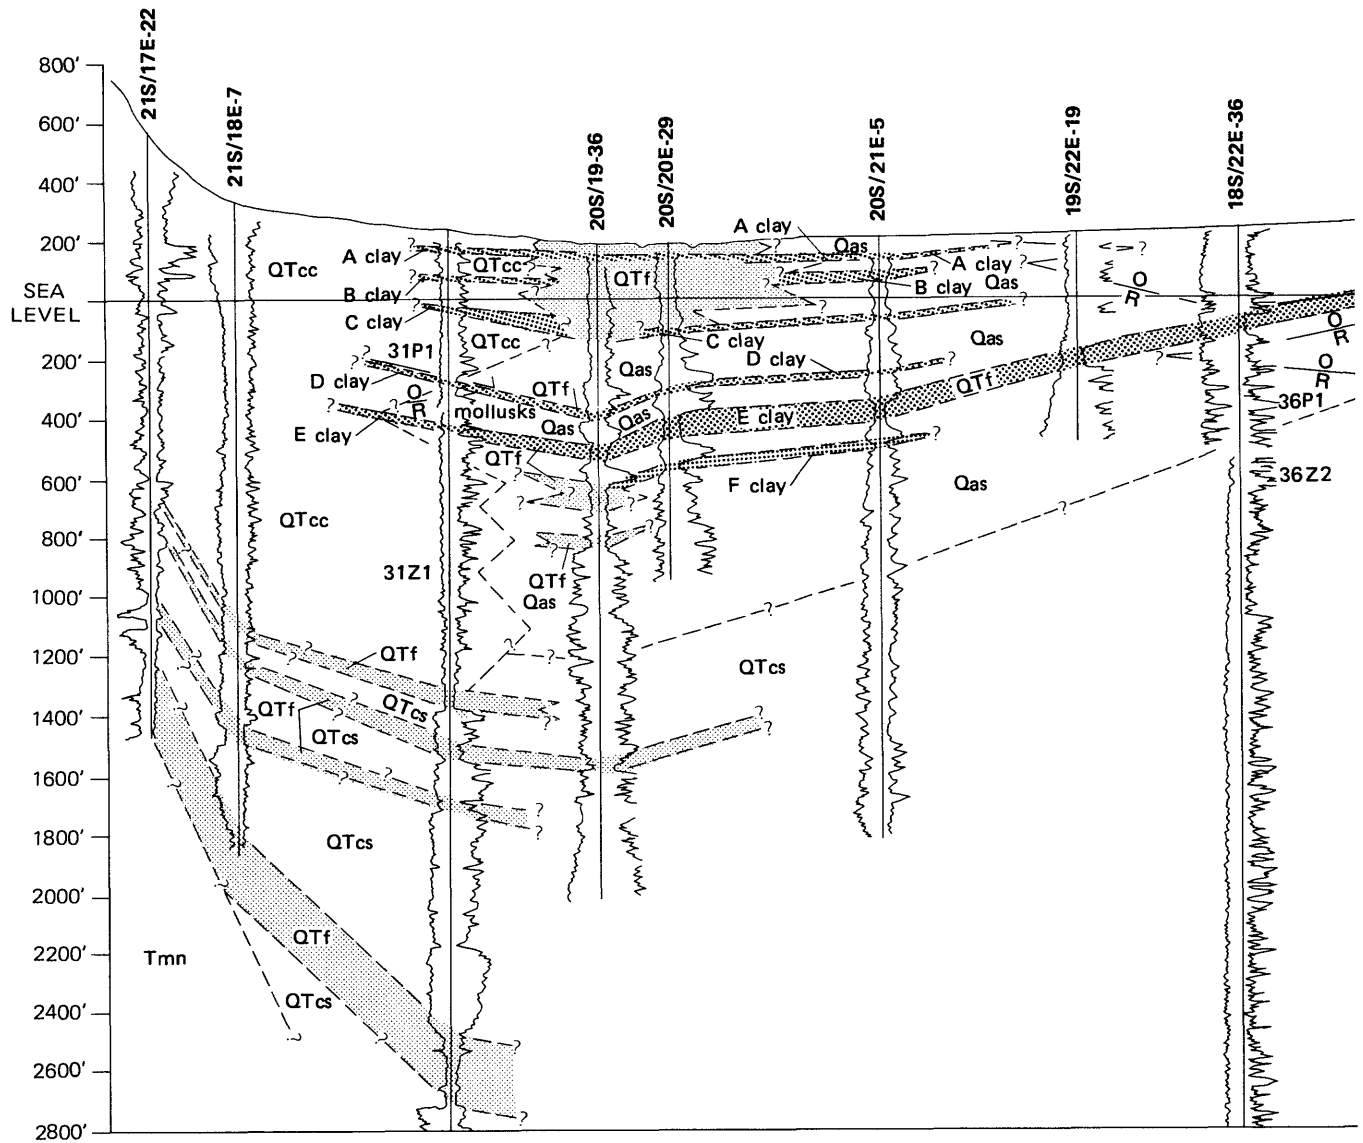 21S/17E-22
21S/18E-7
20S/19-36
20S/20E-29
20S/21E-5
19S/22E-19
18S/22E-36
800'
600'
400'
200'
SEA
LEVEL
200'
400'
600'
800'
1000'
1200'
1400'
1600'
1800'
2000'
2200'
2400'
2600'
2800'
A clay
Qas
A clay
QTcc
A clay
QTcc
QTf
B clay
B clay
Qas
C clay
O
R
C clay
QTcc
Qas
31P1
D clay
Qas
D clay
O
R
mollusks
QTf
Qas
Qas
E clay
QTf
O
R
O
R
36P1
E clay
QTf
F clay
Qas
36Z2
QTcc
31Z1
QTf
Qas
QTf
QTcs
QTcs
QTf
QTcs
QTcs
QTf
Tmn
QTcs